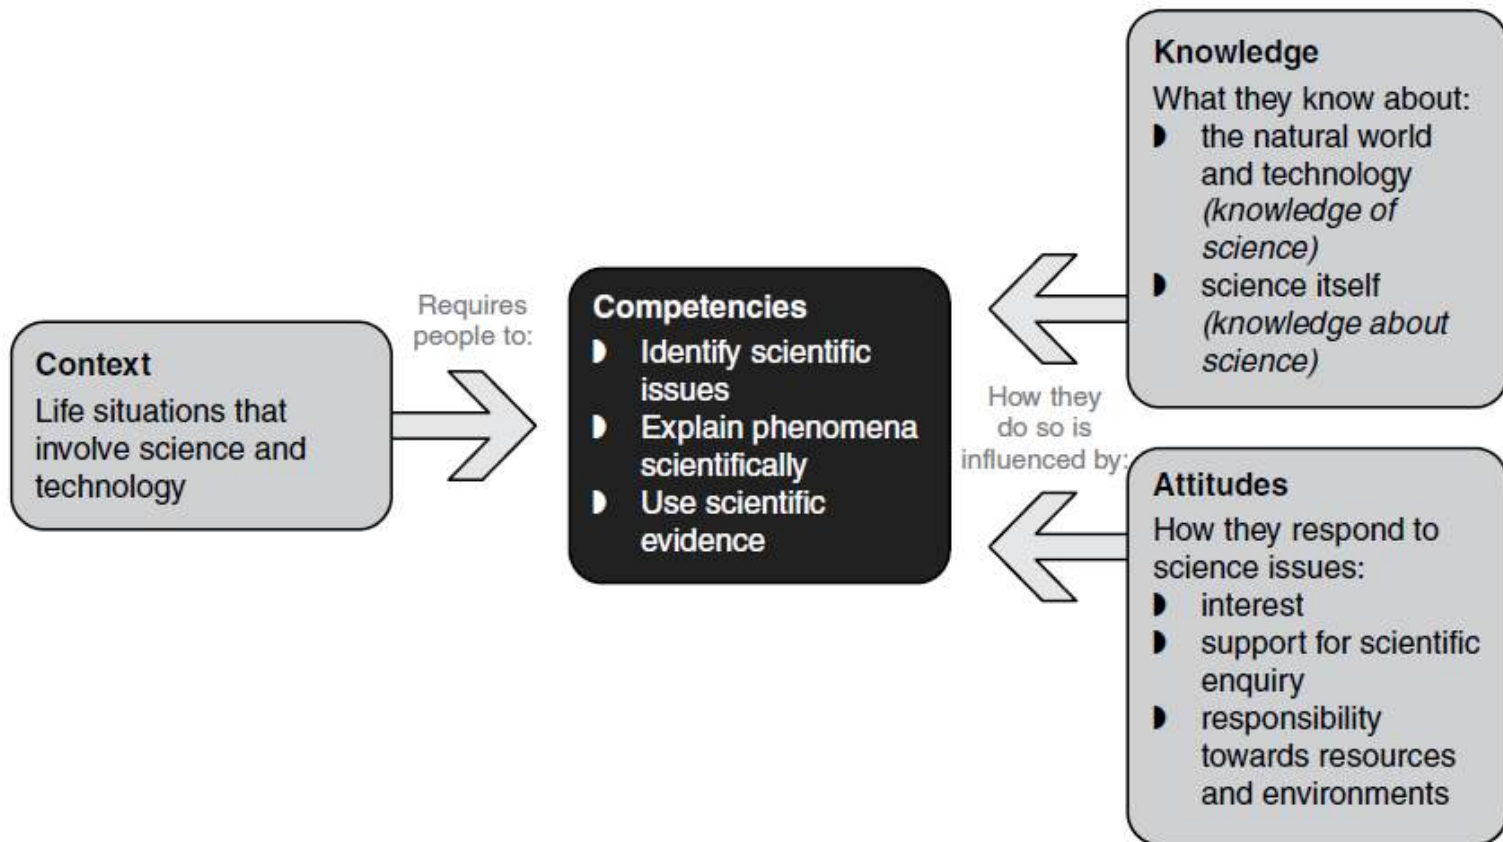 Context
Life situations that
involve science and
technology
Requires
people to:
Competencies
◗ Identify scientific
issues
◗ Explain phenomena
scientifically
◗ Use scientific
evidence
How they
do so is
influenced by:
Knowledge
What they know about:
◗ the natural world
and technology
(knowledge of
science)
◗ science itself
(knowledge about
science)
Attitudes
How they respond to
science issues:
◗ interest
◗ support for scientific
enquiry
◗ responsibility
towards resources
and environments